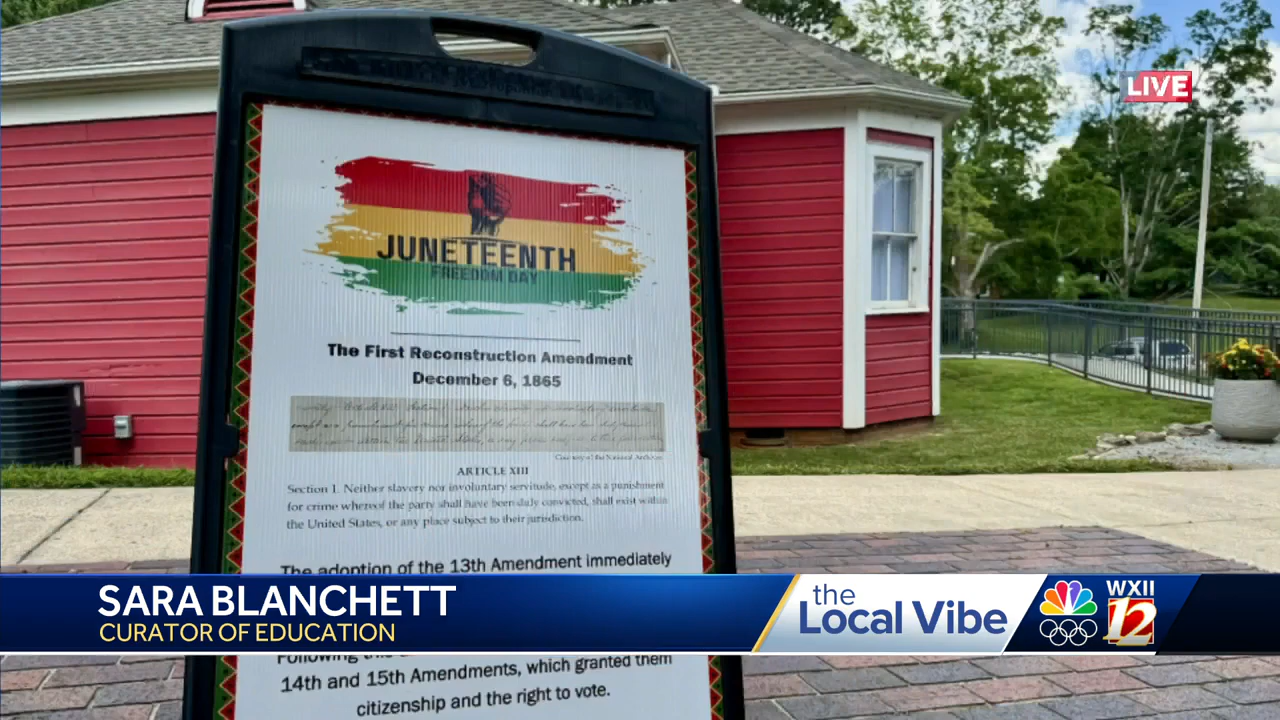 LIVE
JUNETEENTH
FREEDOM DAY
The First Reconstruction Amendment
December 6, 1865
Courtesy of the National Archives
ARTICLE XIII
Section 1. Neither slavery nor involuntary servitude, except as a punishment
for crime whereof the party shall have been duly convicted, shall exist within
the United States, or any place subject to their jurisdiction.
The adoption of the 13th Amendment immediately
SARA BLANCHETT
CURATOR OF EDUCATION
the
Local Vibe
WXII
12
Following this
14th and 15th Amendments, which granted them
citizenship and the right to vote.